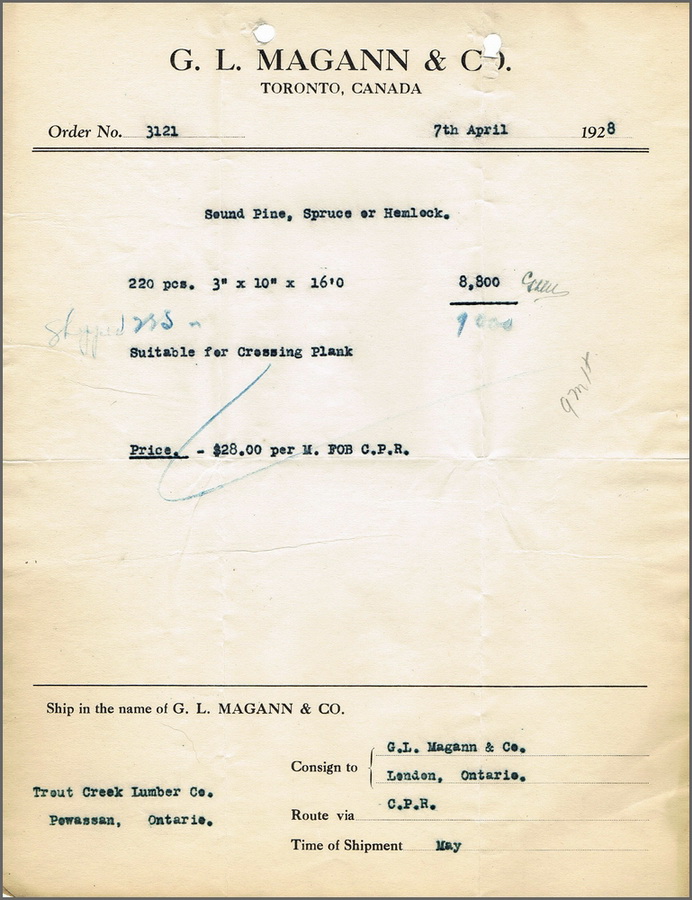 G. L. MAGANN & CO.
TORONTO, CANADA
Order No. 3121 7th April 1928
Sound Pine, Spruce or Hemlock.
220 pcs. 3" x 10" x 16'0 8,800
Shipped 225 9000
Suitable for Crossing Plank
Price. - $28.00 per M. FOB C.P.R.
Ship in the name of G. L. MAGANN & CO.
Consign to G.L. Magann & Co.
London, Ontario.
Trout Creek Lumber Co.
Powassan, Ontario.
Route via C.P.R.
Time of Shipment May